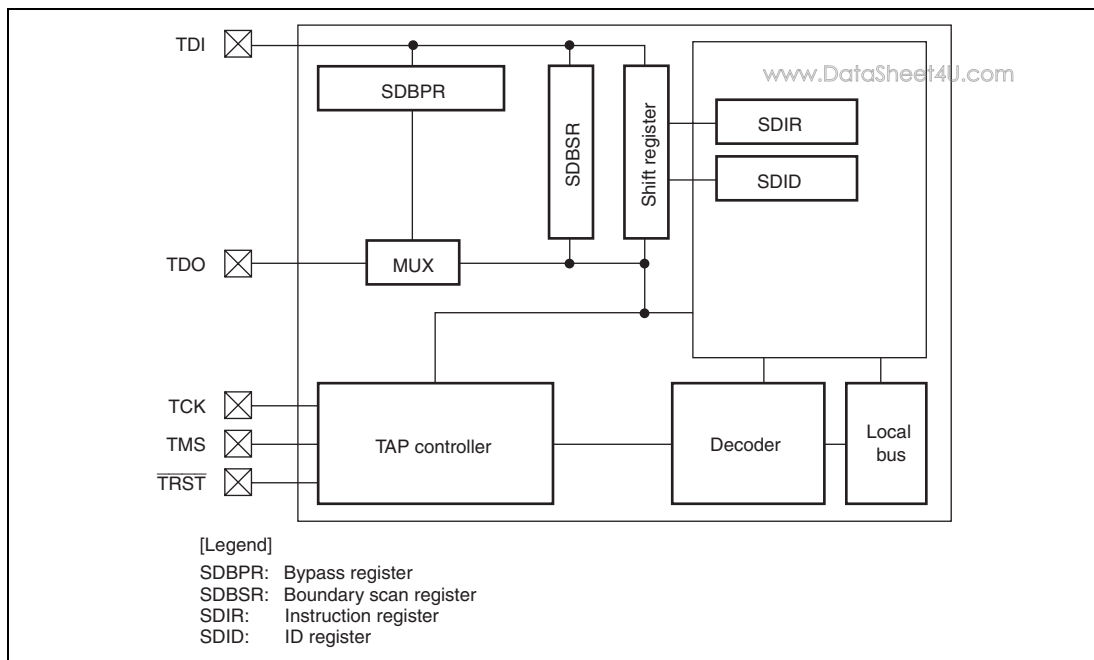 TDI
www.DataSheet4U.com
SDBPR
SDBSR
Shift register
SDIR
SDID
TDO
MUX
TCK
TMS
TRST
TAP controller
Decoder
Local
bus
[Legend]
SDBPR: Bypass register
SDBSR: Boundary scan register
SDIR: Instruction register
SDID: ID register